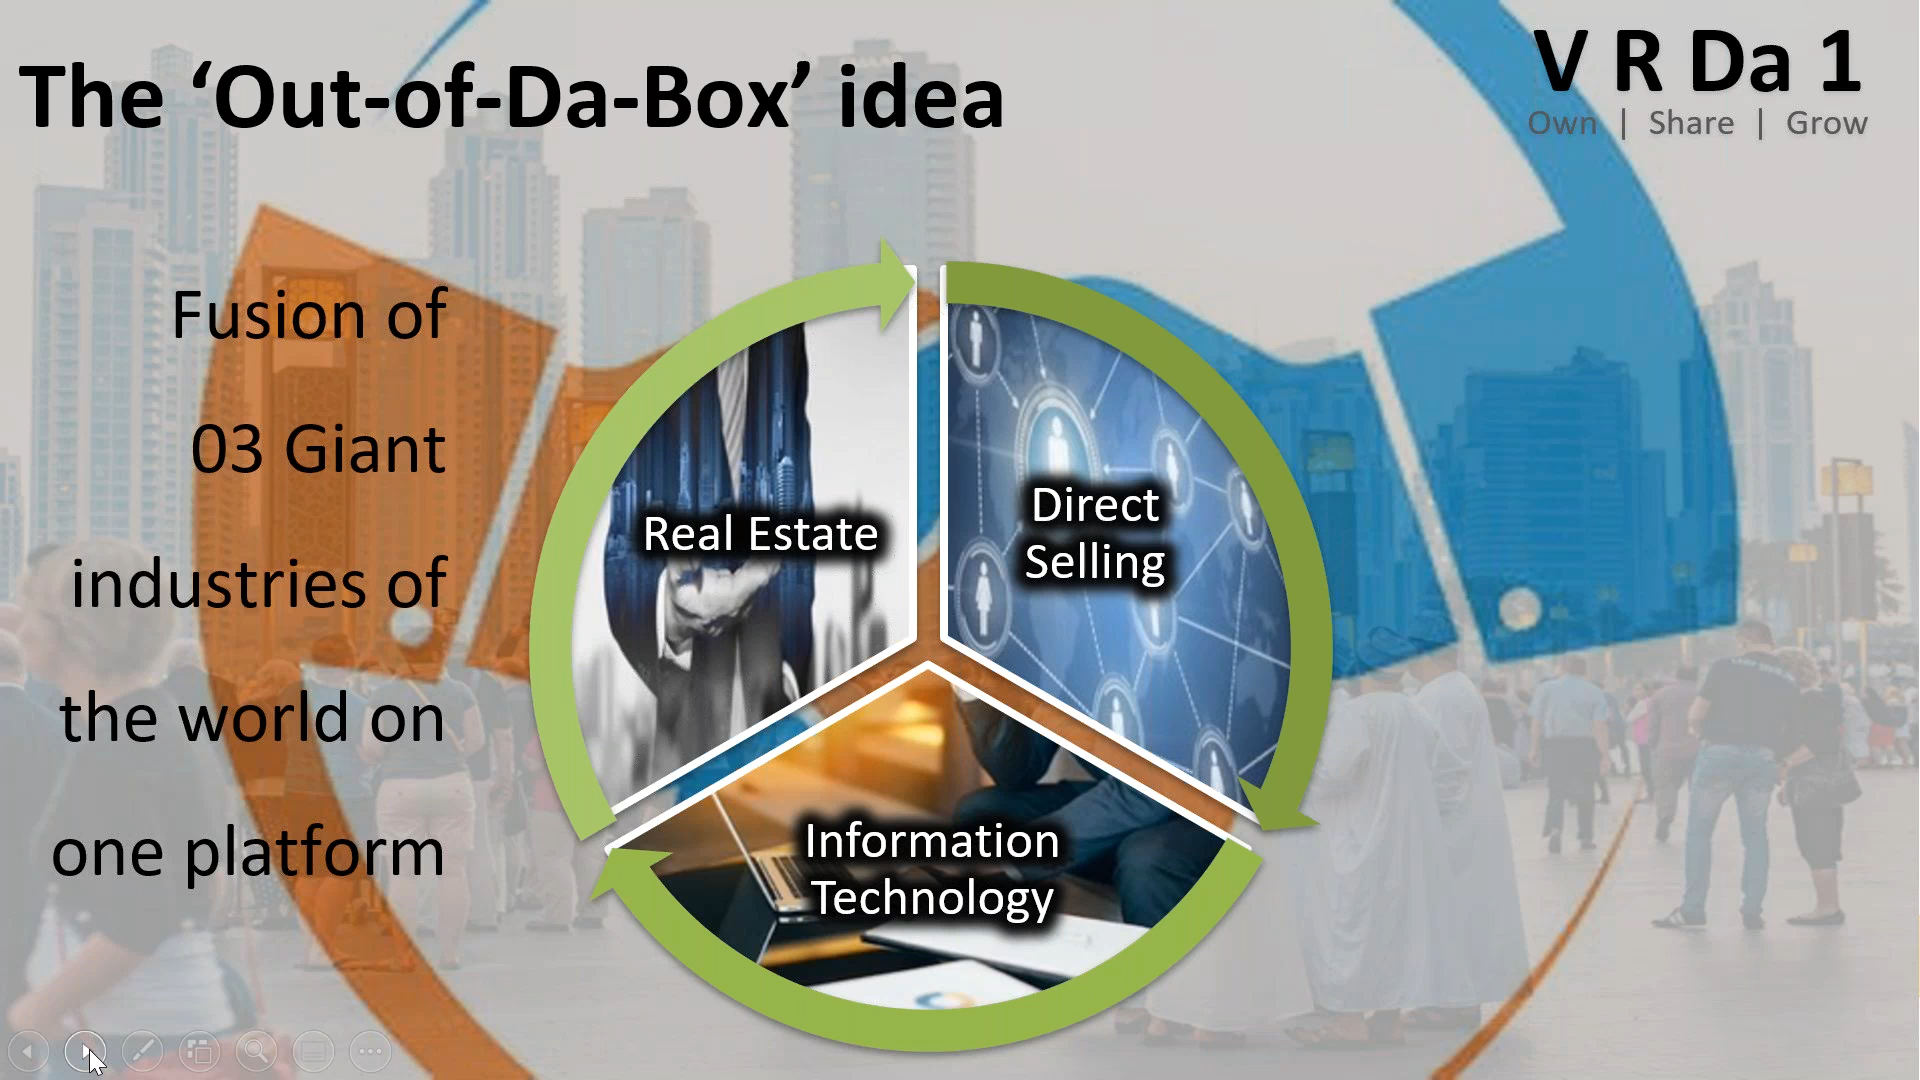 The ‘Out-of-Da-Box’ idea
V R Da 1
Own | Share | Grow
Fusion of
03 Giant
industries of
the world on
one platform
Real Estate
Direct
Selling
Information
Technology